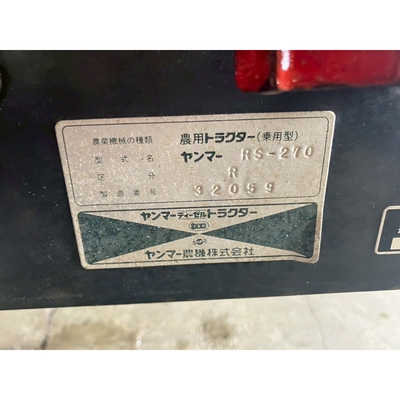 農業機械の種類 農用トラクター(乗用型)
型式名 ヤンマー RS-270
区分 R
製造番号 32059
ヤンマーディーゼルトラクター
ヤンマー農機株式会社